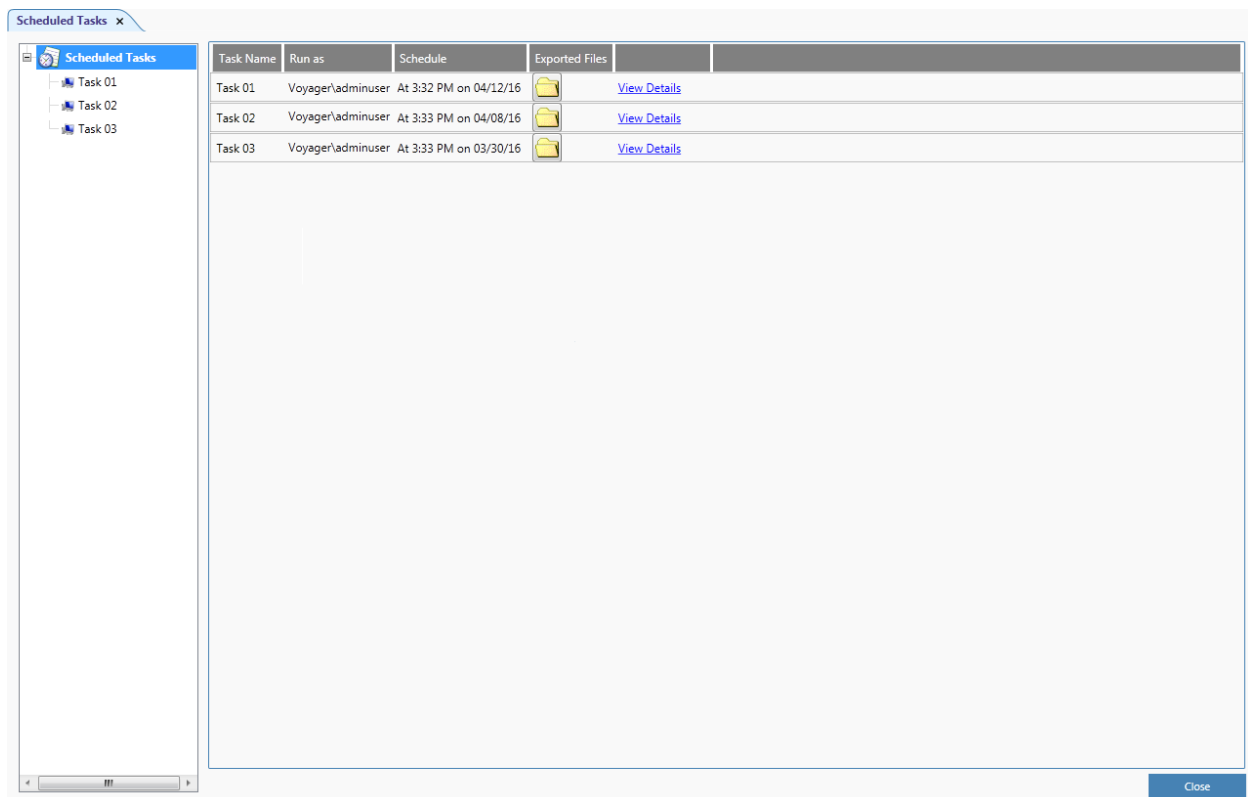 Scheduled Tasks x
Scheduled Tasks
Task 01
Task 02
Task 03
Task Name Run as Schedule Exported Files
Task 01 Voyager\adminuser At 3:32 PM on 04/12/16 View Details
Task 02 Voyager\adminuser At 3:33 PM on 04/08/16 View Details
Task 03 Voyager\adminuser At 3:33 PM on 03/30/16 View Details
Close